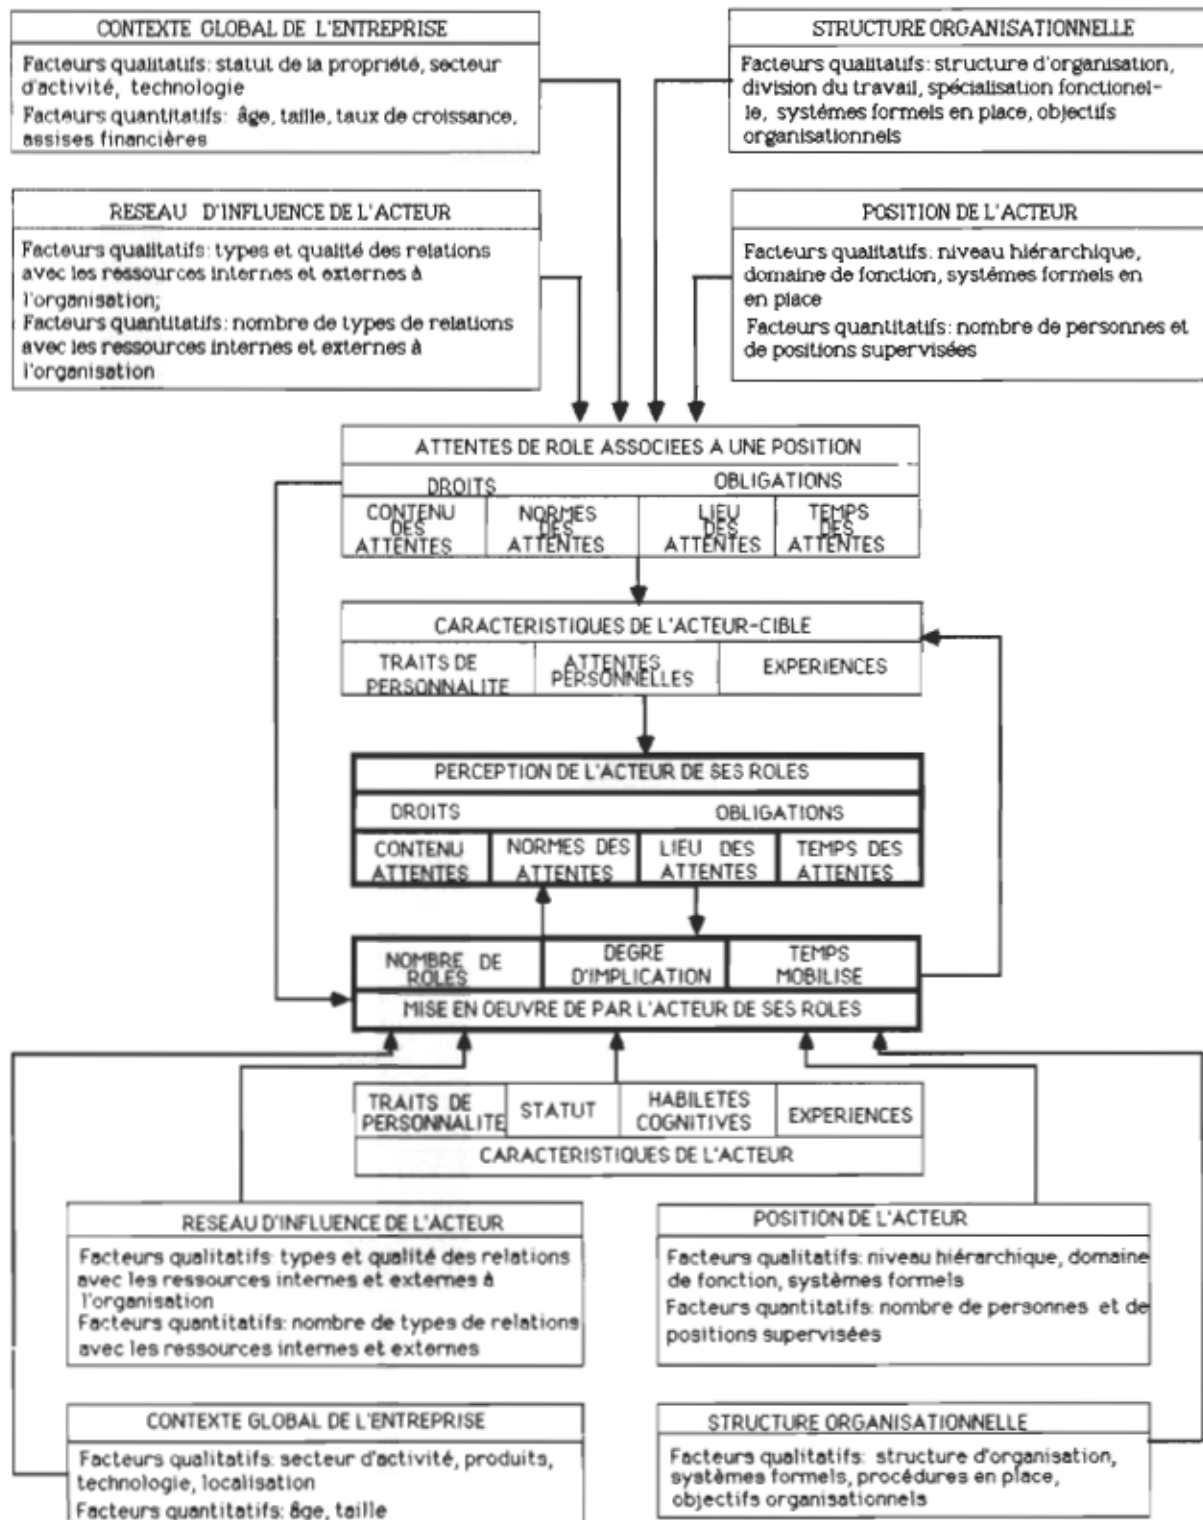 CONTEXTE GLOBAL DE L'ENTREPRISE
Facteurs qualitatifs: statut de la propriété, secteur
d'activité, technologie
Facteurs quantitatifs: âge, taille, taux de croissance,
assises financières
STRUCTURE ORGANISATIONNELLE
Facteurs qualitatifs: structure d'organisation,
division du travail, spécialisation fonctionel-
le, systèmes formels en place, objectifs
organisationnels
RESEAU D'INFLUENCE DE L'ACTEUR
Facteurs qualitatifs: types et qualité des relations
avec les ressources internes et externes à
l'organisation;
Facteurs quantitatifs: nombre de types de relations
avec les ressources internes et externes à
l'organisation
POSITION DE L'ACTEUR
Facteurs qualitatifs: niveau hiérarchique,
domaine de fonction, systèmes formels en
en place
Facteurs quantitatifs: nombre de personnes et
de positions supervisées
ATTENTES DE ROLE ASSOCIEES A UNE POSITION
DROITS
OBLIGATIONS
CONTENU
DES
ATTENTES
NORMES
DES
ATTENTES
LIEU
DES
ATTENTES
TEMPS
DES
ATTENTES
CARACTERISTIQUES DE L'ACTEUR-CIBLE
TRAITS DE
PERSONNALITE
ATTENTES
PERSONNELLES
EXPERIENCES
PERCEPTION DE L'ACTEUR DE SES ROLES
DROITS
OBLIGATIONS
CONTENU
ATTENTES
NORMES DES
ATTENTES
LIEU DES
ATTENTES
TEMPS DES
ATTENTES
NOMBRE DE
ROLES
DEGRE
D'IMPLICATION
TEMPS
MOBILISE
MISE EN OEUVRE DE PAR L'ACTEUR DE SES ROLES
TRAITS DE
PERSONNALITE
STATUT
HABILETES
COGNITIVES
EXPERIENCES
CARACTERISTIQUES DE L'ACTEUR
RESEAU D'INFLUENCE DE L'ACTEUR
Facteurs qualitatifs: types et qualité des relations
avec les ressources internes et externes à
l'organisation
Facteurs quantitatifs: nombre de types de relations
avec les ressources internes et externes
POSITION DE L'ACTEUR
Facteurs qualitatifs: niveau hiérarchique, domaine
de fonction, systèmes formels
Facteurs quantitatifs: nombre de personnes et de
positions supervisées
CONTEXTE GLOBAL DE L'ENTREPRISE
Facteurs qualitatifs: secteur d'activité, produits,
technologie, localisation
Facteurs quantitatifs: âge, taille
STRUCTURE ORGANISATIONNELLE
Facteurs qualitatifs: structure d'organisation,
systèmes formels, procédures en place,
objectifs organisationnels